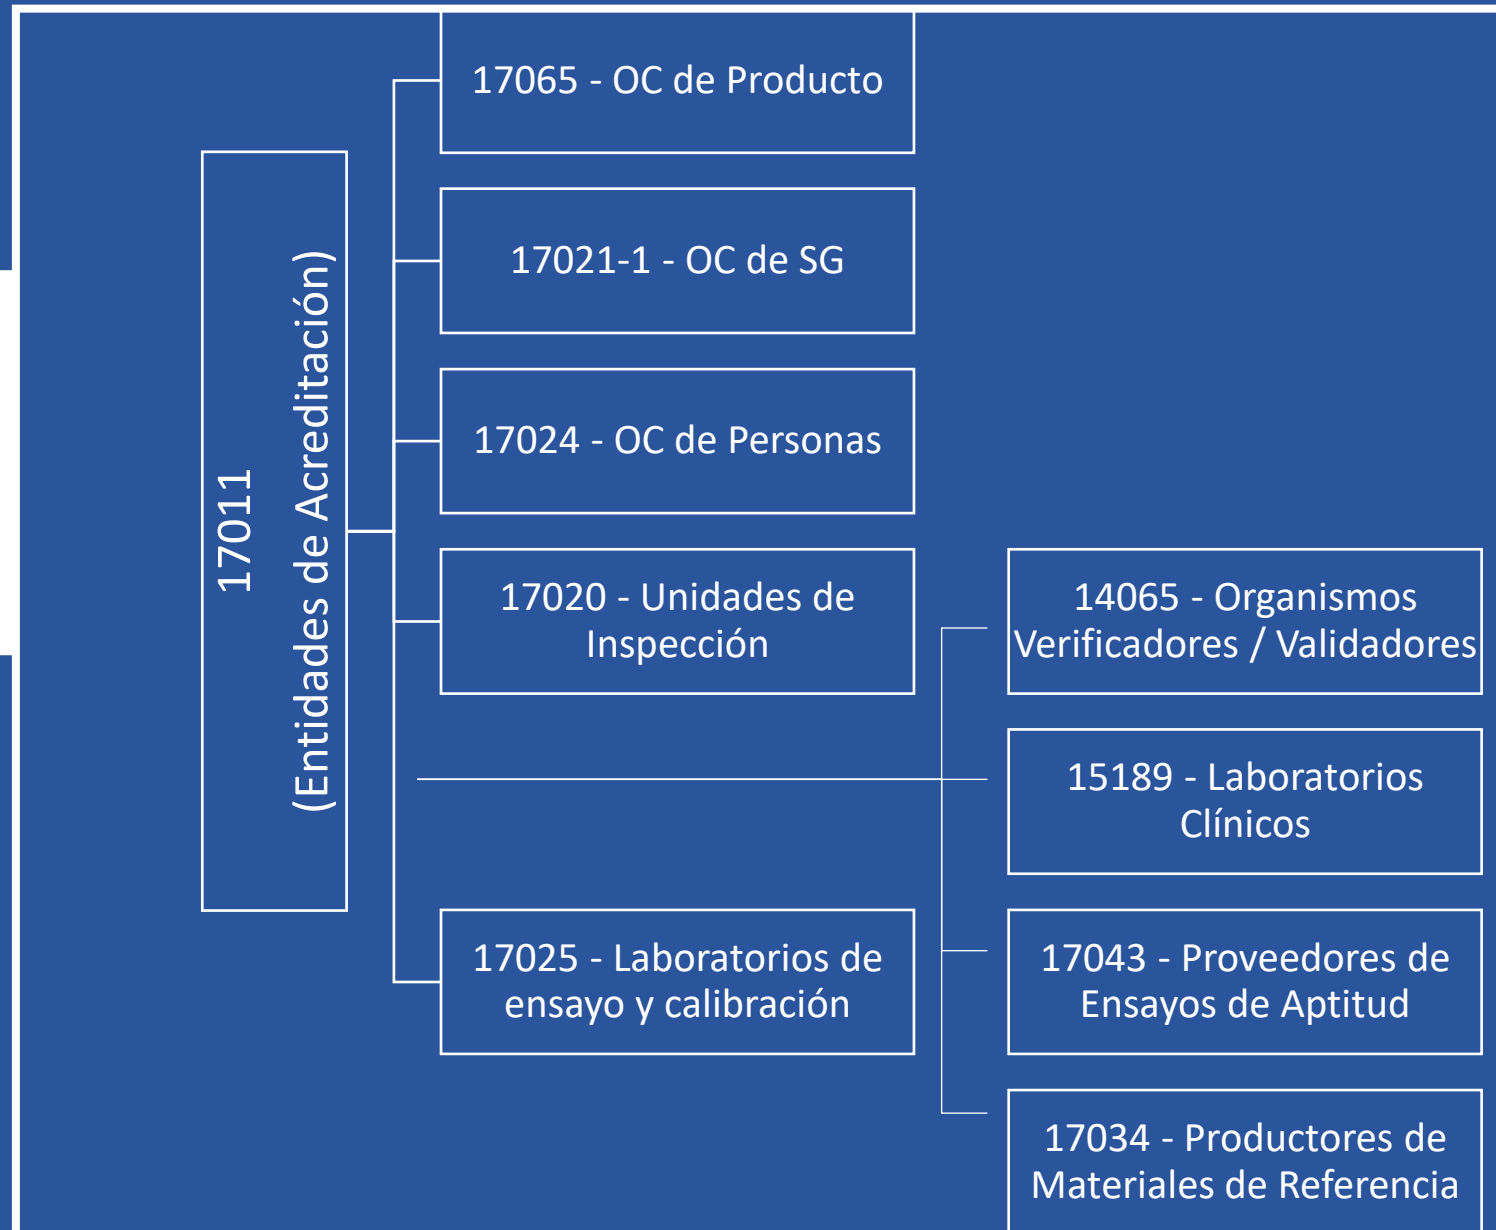 17011
(Entidades de Acreditación)
17065 - OC de Producto
17021-1 - OC de SG
17024 - OC de Personas
17020 - Unidades de
Inspección
17025 - Laboratorios de
ensayo y calibración
14065 - Organismos
Verificadores / Validadores
15189 - Laboratorios
Clínicos
17043 - Proveedores de
Ensayos de Aptitud
17034 - Productores de
Materiales de Referencia